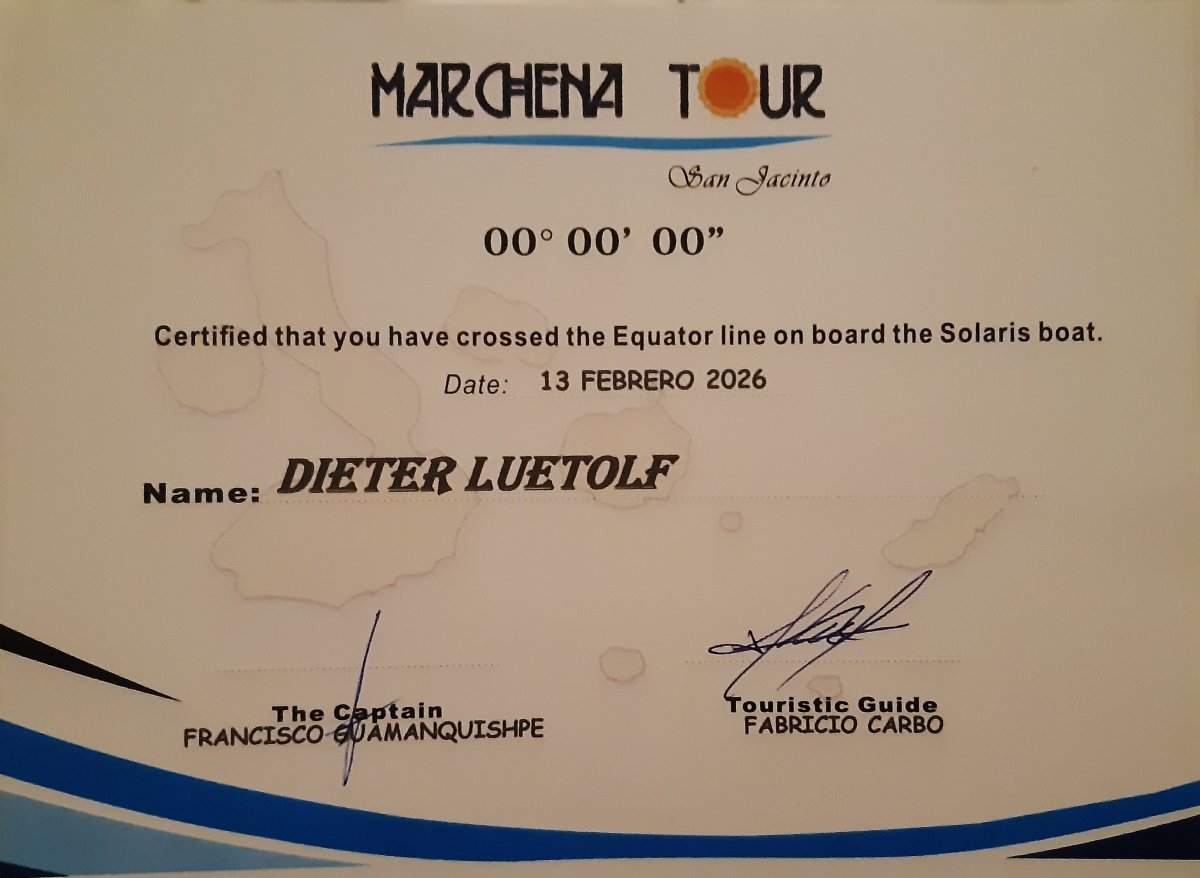 MARCHENA TOUR
San Jacinto
00° 00’ 00”
Certified that you have crossed the Equator line on board the Solaris boat.
Date: 13 FEBRERO 2026
Name: DIETER LUETOLF
The Captain
FRANCISCO GUAMANQUISHPE
Touristic Guide
FABRICIO CARBO